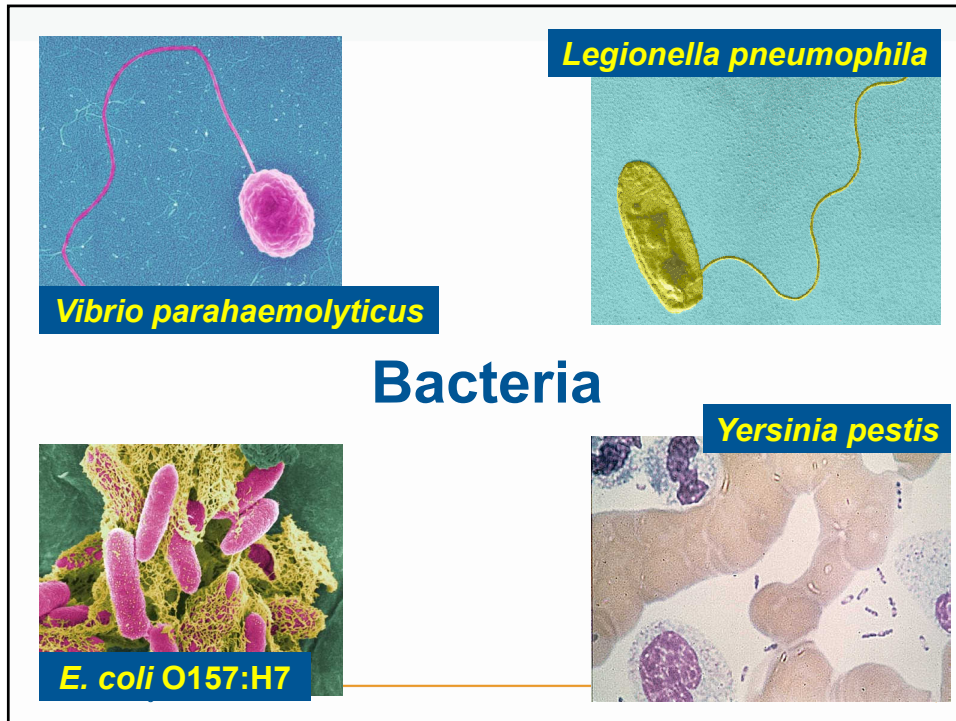 Legionella pneumophila
Vibrio parahaemolyticus
Bacteria
Yersinia pestis
E. coli O157:H7